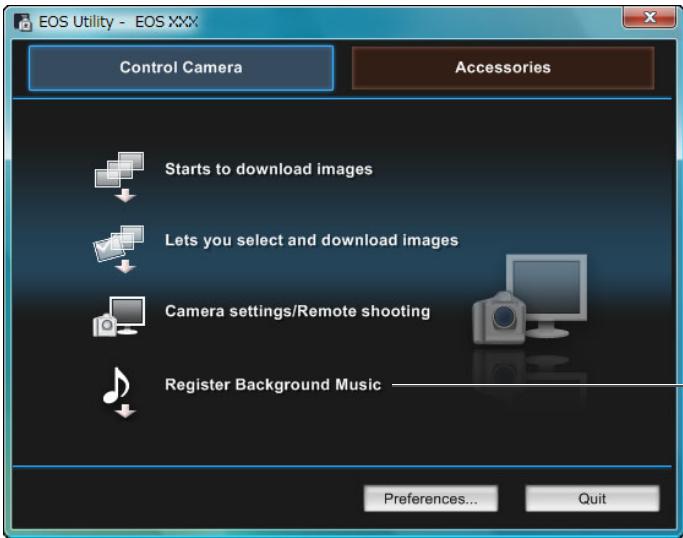 EOS Utility - EOS XXX
Control Camera
Accessories
Starts to download images
Lets you select and download images
Camera settings/Remote shooting
Register Background Music
Preferences...
Quit